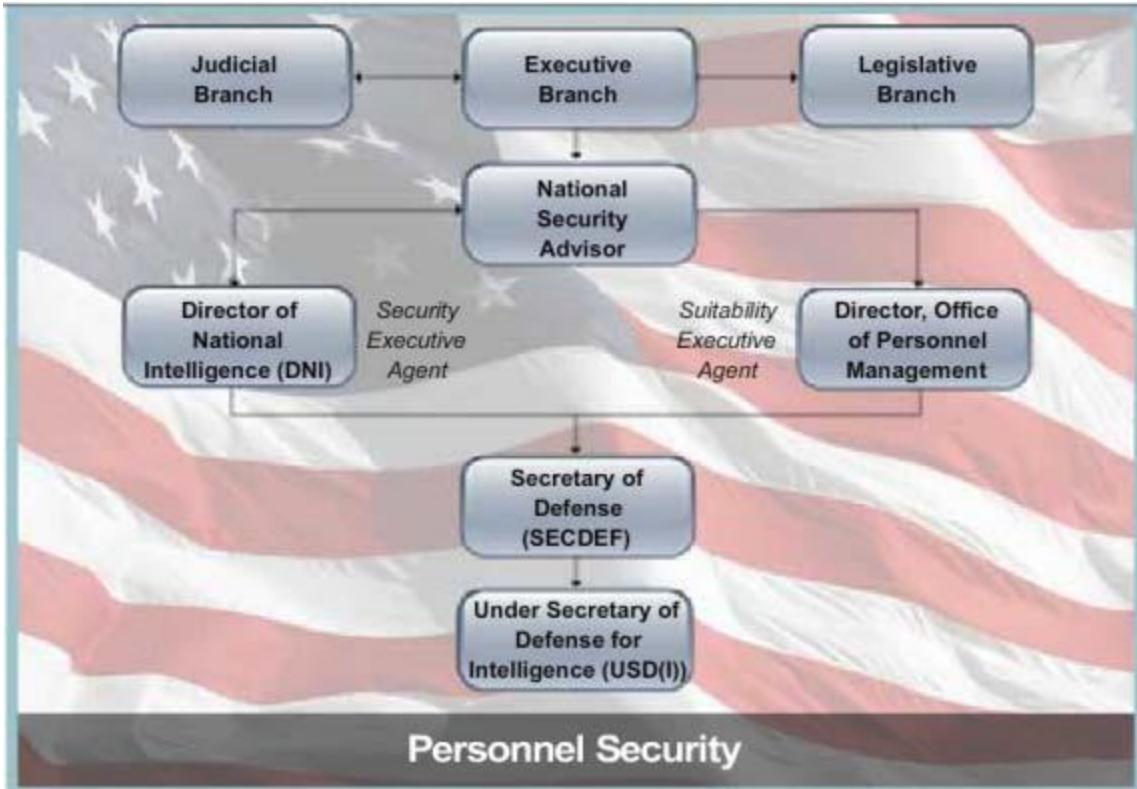 Judicial
Branch
Executive
Branch
Legislative
Branch
National
Security
Advisor
Director of
National
Intelligence (DNI)
Security
Executive
Agent
Suitability
Executive
Agent
Director, Office
of Personnel
Management
Secretary of
Defense
(SECDEF)
Under Secretary of
Defense for
Intelligence (USD(I))
Personnel Security